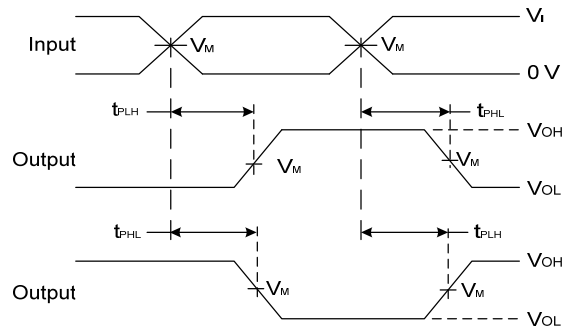 VI
Input VM VM
0 V
tPLH tPHL
VOH
Output VM VM
VOL
tPHL tPLH
VOH
Output VM VM
VOL